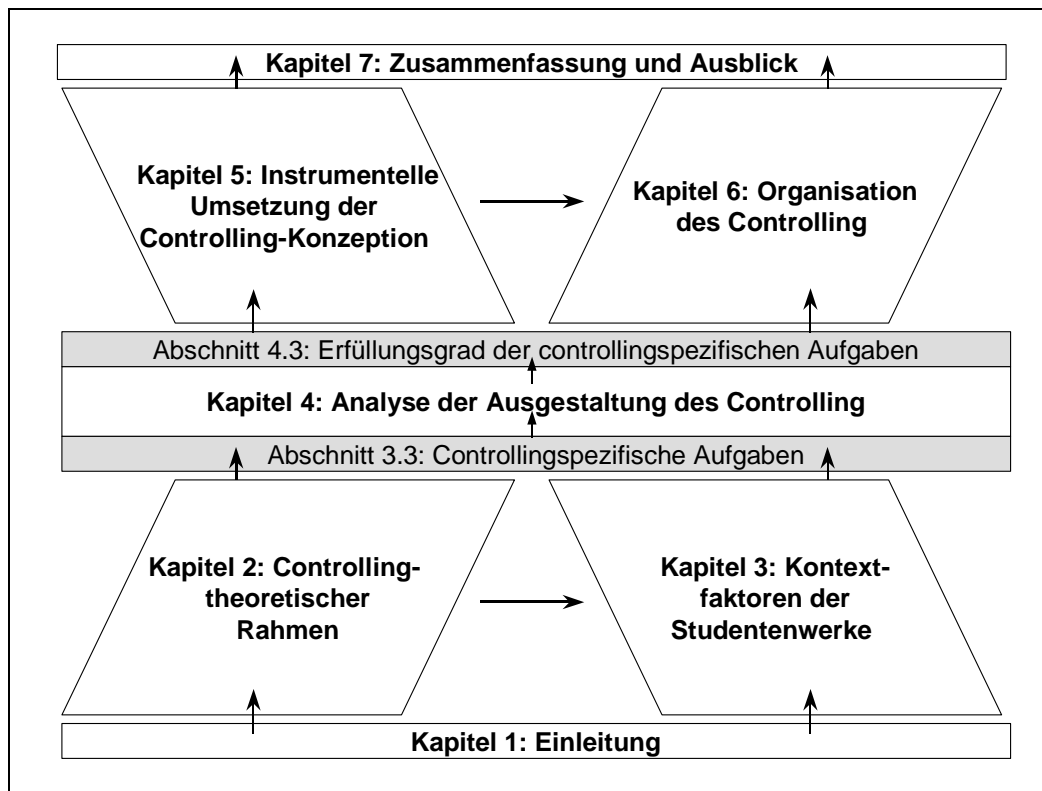 Kapitel 7: Zusammenfassung und Ausblick
Kapitel 5: Instrumentelle
Umsetzung der
Controlling-Konzeption
Kapitel 6: Organisation
des Controlling
Abschnitt 4.3: Erfüllungsgrad der controllingspezifischen Aufgaben
Kapitel 4: Analyse der Ausgestaltung des Controlling
Abschnitt 3.3: Controllingspezifische Aufgaben
Kapitel 2: Controlling-
theoretischer
Rahmen
Kapitel 3: Kontext-
faktoren der
Studentenwerke
Kapitel 1: Einleitung